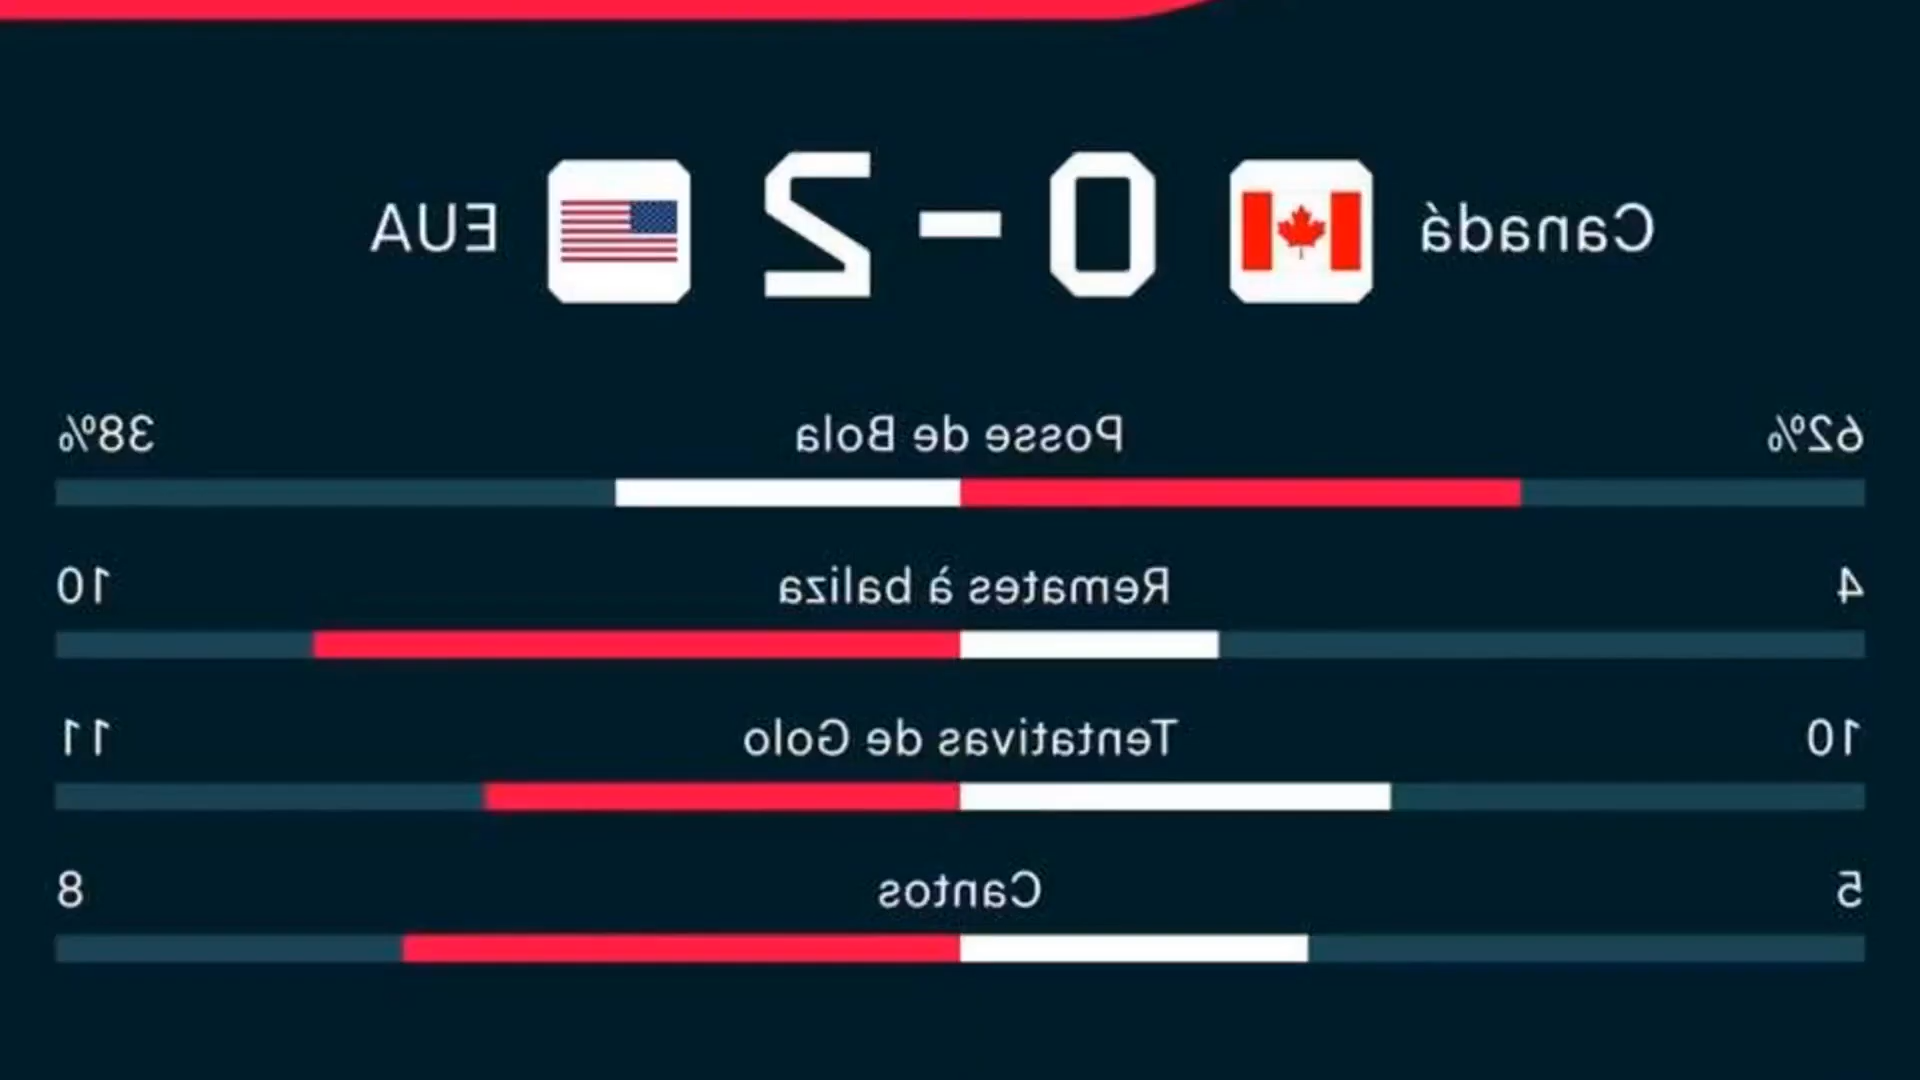 Canadá 0-2 EUA
62% Posse de Bola 38%
4 Remates à baliza 10
10 Tentativas de Golo 11
5 Cantos 8